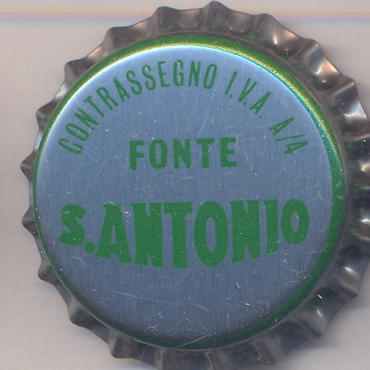 CONTRASSEGNO I.V.A. A/4
FONTE
S.ANTONIO